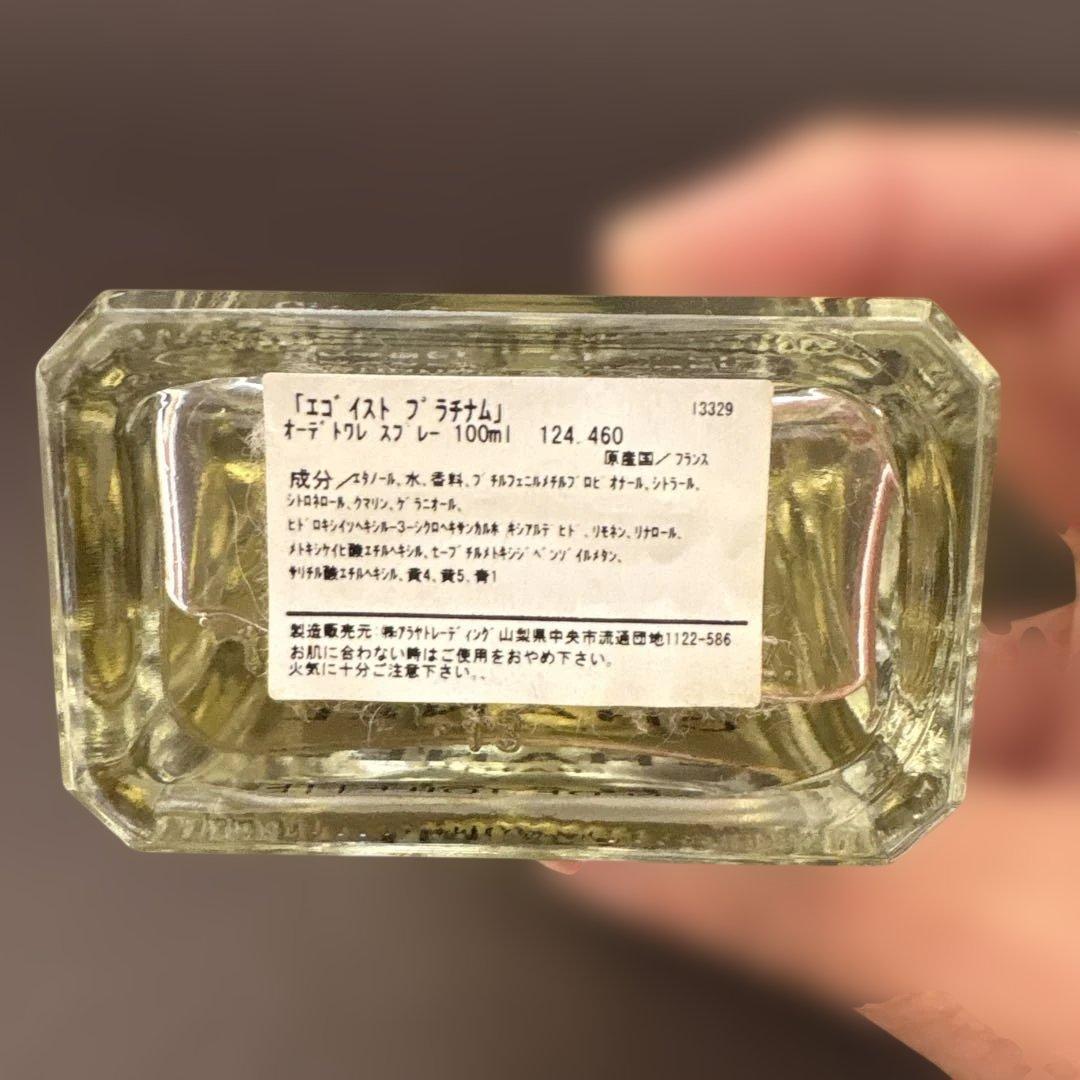 「ｴｺﾞｲｽﾄ ﾌﾟﾗﾁﾅﾑ」 13329
ｵｰﾃﾞﾄﾜﾚ ｽﾌﾟﾚｰ 100ml 124.460
原産国／ﾌﾗﾝｽ
成分／ｴﾀﾉｰﾙ、水、香料、ﾌﾞﾁﾙﾌｪﾆﾙﾒﾁﾙﾌﾟﾛﾋﾟｵﾅｰﾙ、ｼﾄﾗｰﾙ、
ｼﾄﾛﾈﾛｰﾙ、ｸﾏﾘﾝ、ｹﾞﾗﾆｵｰﾙ、
ﾋﾄﾞﾛｷｼｲｿﾍｷｼﾙｰ3ｰｼｸﾛﾍｷｻﾝｶﾙﾎﾞｷｼｱﾙﾃﾞﾋﾄﾞ、ﾘﾓﾈﾝ、ﾘﾅﾛｰﾙ、
ﾒﾄｷｼｹｲﾋ酸ｴﾁﾙﾍｷｼﾙ、tｰﾌﾞﾁﾙﾒﾄｷｼｼﾞﾍﾞﾝｿﾞｲﾙﾒﾀﾝ、
ｻﾘﾁﾙ酸ｴﾁﾙﾍｷｼﾙ、黄4、黄5、青1
製造販売元：㈱ｱﾗﾔﾄﾚｰﾃﾞｨﾝｸﾞ 山梨県中央市流通団地1122-586
お肌に合わない時はご使用をおやめ下さい。
火気に十分ご注意下さい。.